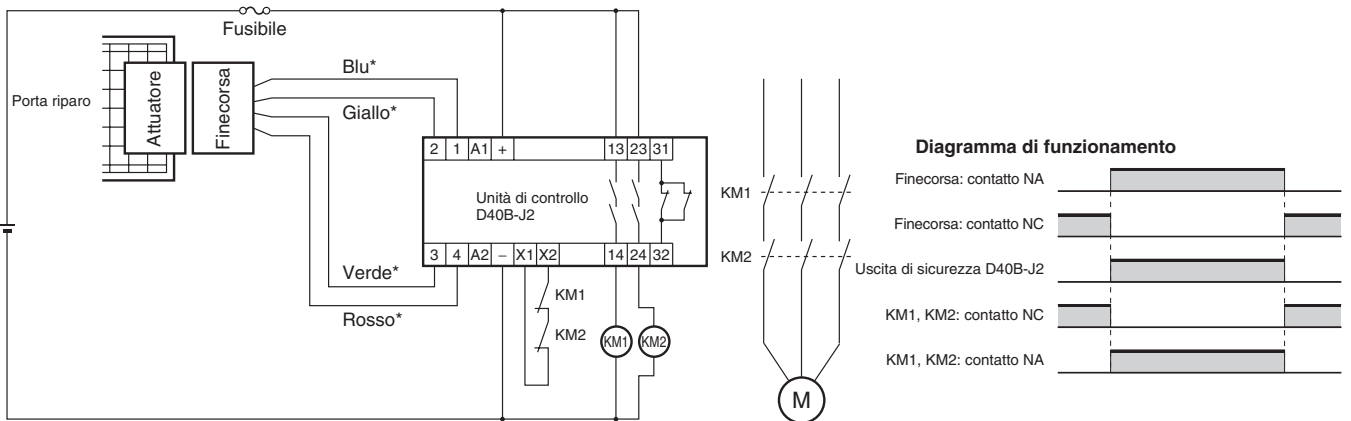 Fusibile
Porta riparo
Attuatore
Finecorsa
Blu*
Giallo*
2 1 A1 + 13 23 31
Unità di controllo
D40B-J2
3 4 A2 − X1 X2 14 24 32
Verde*
Rosso*
KM1
KM2
KM1 KM2
KM1
KM2
M
Diagramma di funzionamento
Finecorsa: contatto NA
Finecorsa: contatto NC
Uscita di sicurezza D40B-J2
KM1, KM2: contatto NC
KM1, KM2: contatto NA